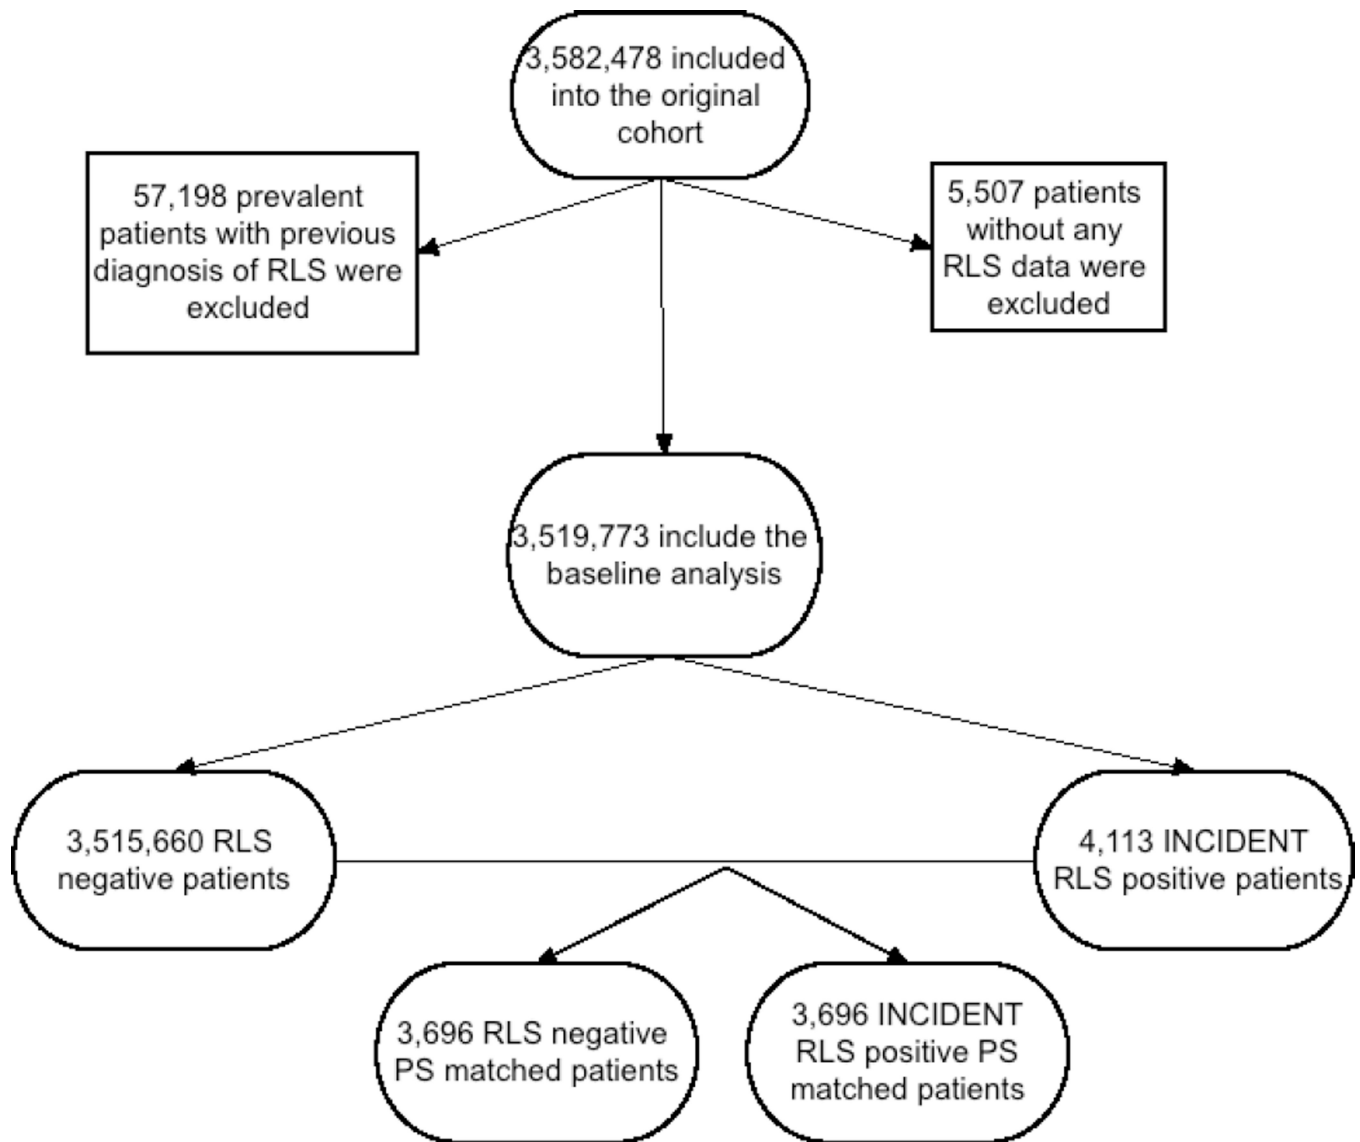 3,582,478 included
into the original
cohort
57,198 prevalent
patients with previous
diagnosis of RLS were
excluded
5,507 patients
without any
RLS data were
excluded
3,519,773 include the
baseline analysis
3,515,660 RLS
negative patients
4,113 INCIDENT
RLS positive patients
3,696 RLS negative
PS matched patients
3,696 INCIDENT
RLS positive PS
matched patients